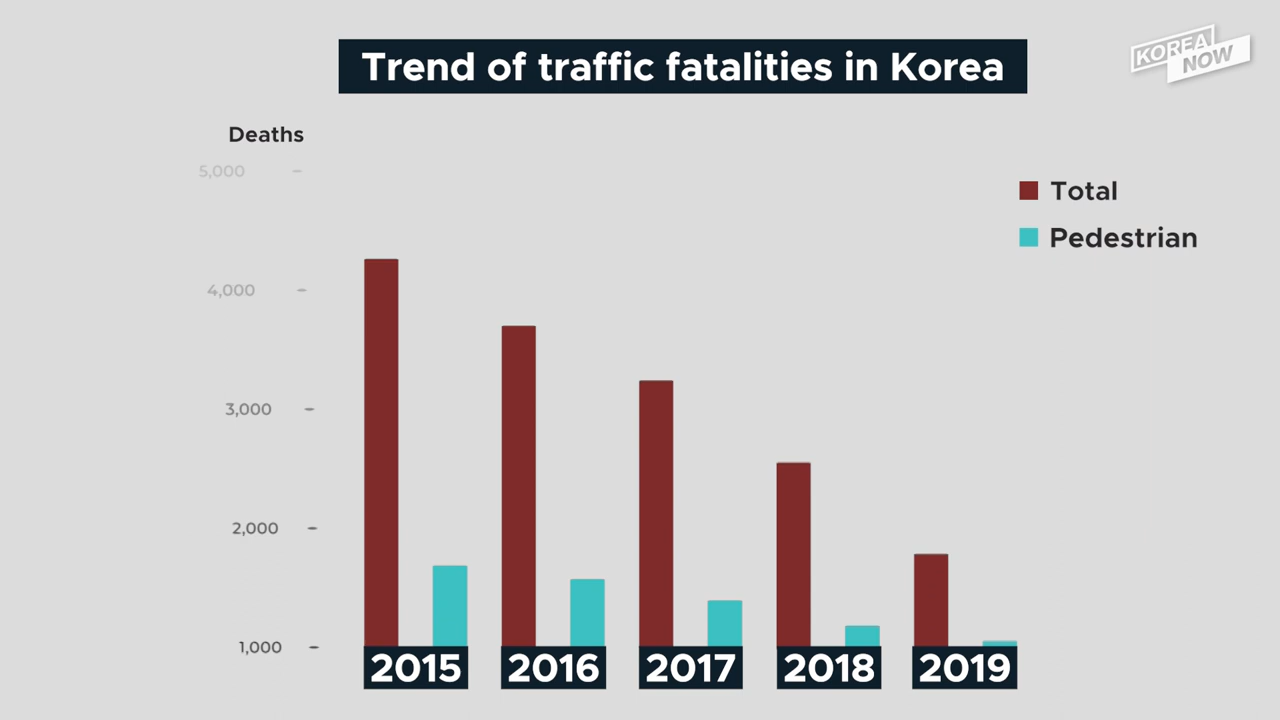 Trend of traffic fatalities in Korea
KOREA
NOW
Deaths
5,000
4,000
3,000
2,000
1,000
Total
Pedestrian
2015
2016
2017
2018
2019